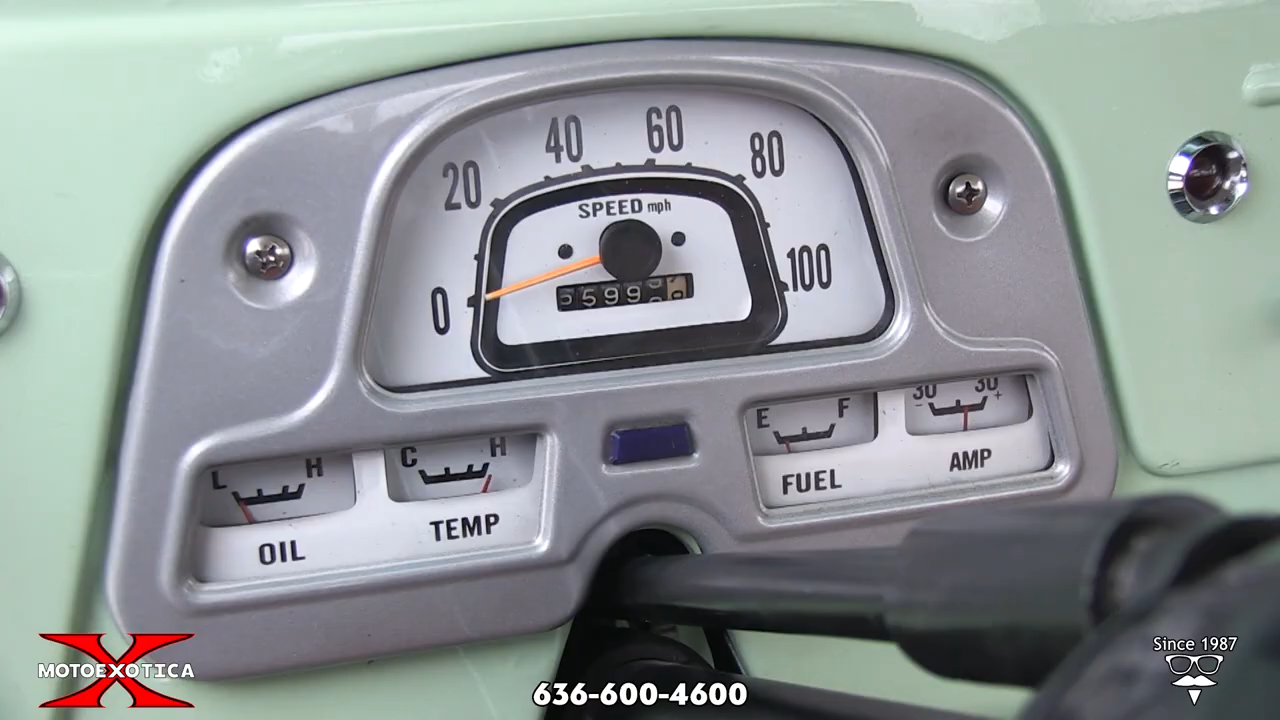 20 40 60 80
SPEED mph
0 100
5599
L H
OIL
C H
TEMP
E F
FUEL
30 30
- +
AMP
MOTOEXOTICA
636-600-4600
Since 1987